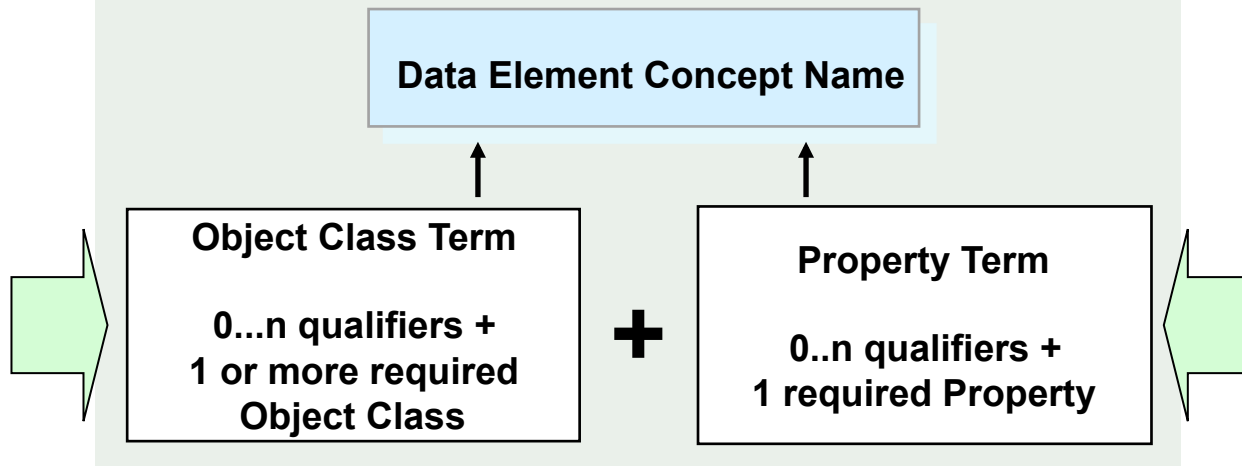 Data Element Concept Name
Object Class Term
0...n qualifiers +
1 or more required
Object Class
+
Property Term
0..n qualifiers +
1 required Property